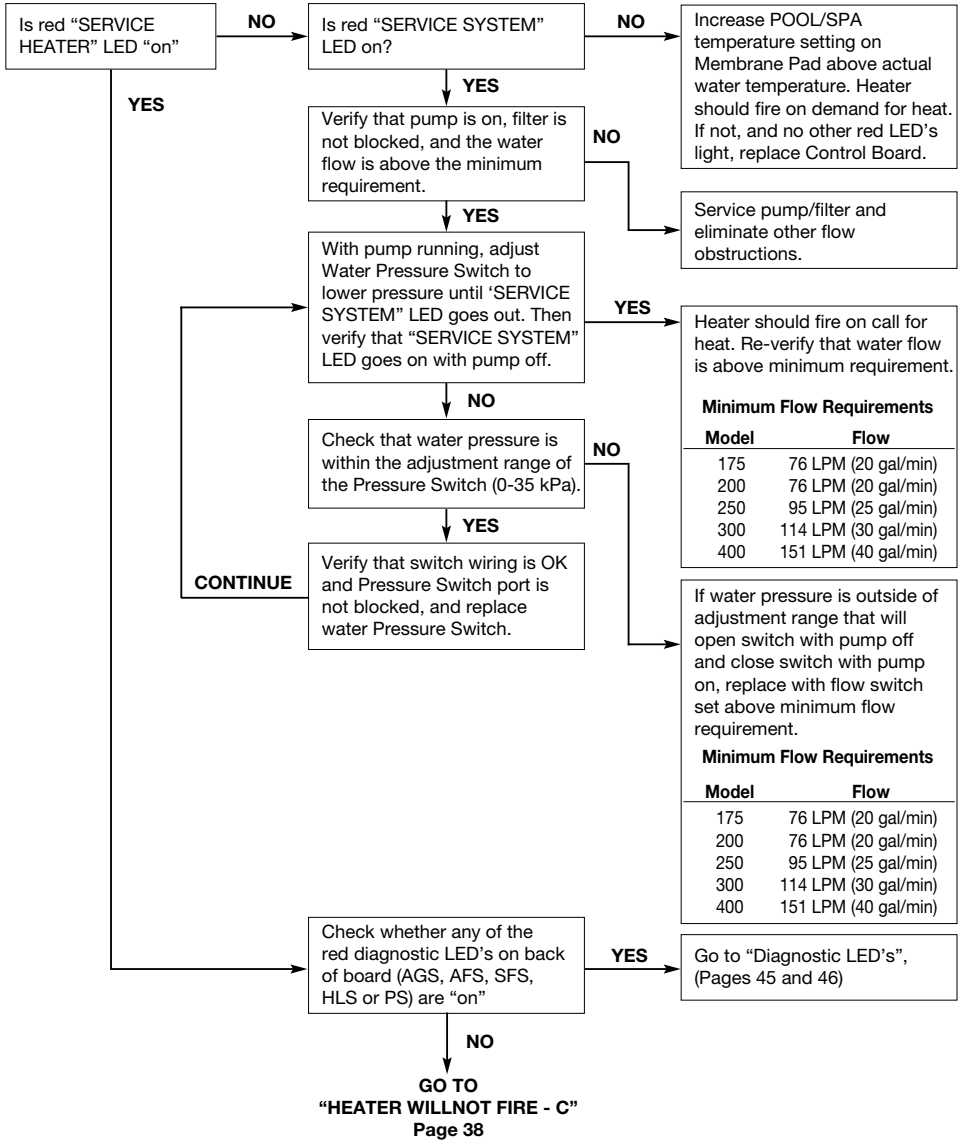 Is red “SERVICE
HEATER” LED “on”
NO
Is red “SERVICE SYSTEM”
LED on?
NO
Increase POOL/SPA
temperature setting on
Membrane Pad above actual
water temperature. Heater
should fire on demand for heat.
If not, and no other red LED's
light, replace Control Board.
YES
YES
Verify that pump is on, filter is
not blocked, and the water
flow is above the minimum
requirement.
NO
Service pump/filter and
eliminate other flow
obstructions.
YES
With pump running, adjust
Water Pressure Switch to
lower pressure until ‘SERVICE
SYSTEM” LED goes out. Then
verify that “SERVICE SYSTEM”
LED goes on with pump off.
YES
Heater should fire on call for
heat. Re-verify that water flow
is above minimum requirement.
Minimum Flow Requirements
Model Flow
175 76 LPM (20 gal/min)
200 76 LPM (20 gal/min)
250 95 LPM (25 gal/min)
300 114 LPM (30 gal/min)
400 151 LPM (40 gal/min)
NO
Check that water pressure is
within the adjustment range of
the Pressure Switch (0-35 kPa).
NO
YES
CONTINUE
Verify that switch wiring is OK
and Pressure Switch port is
not blocked, and replace
water Pressure Switch.
If water pressure is outside of
adjustment range that will
open switch with pump off
and close switch with pump
on, replace with flow switch
set above minimum flow
requirement.
Minimum Flow Requirements
Model Flow
175 76 LPM (20 gal/min)
200 76 LPM (20 gal/min)
250 95 LPM (25 gal/min)
300 114 LPM (30 gal/min)
400 151 LPM (40 gal/min)
Check whether any of the
red diagnostic LED's on back
of board (AGS, AFS, SFS,
HLS or PS) are “on”
YES
Go to “Diagnostic LED's”,
(Pages 45 and 46)
NO
GO TO
“HEATER WILLNOT FIRE - C”
Page 38